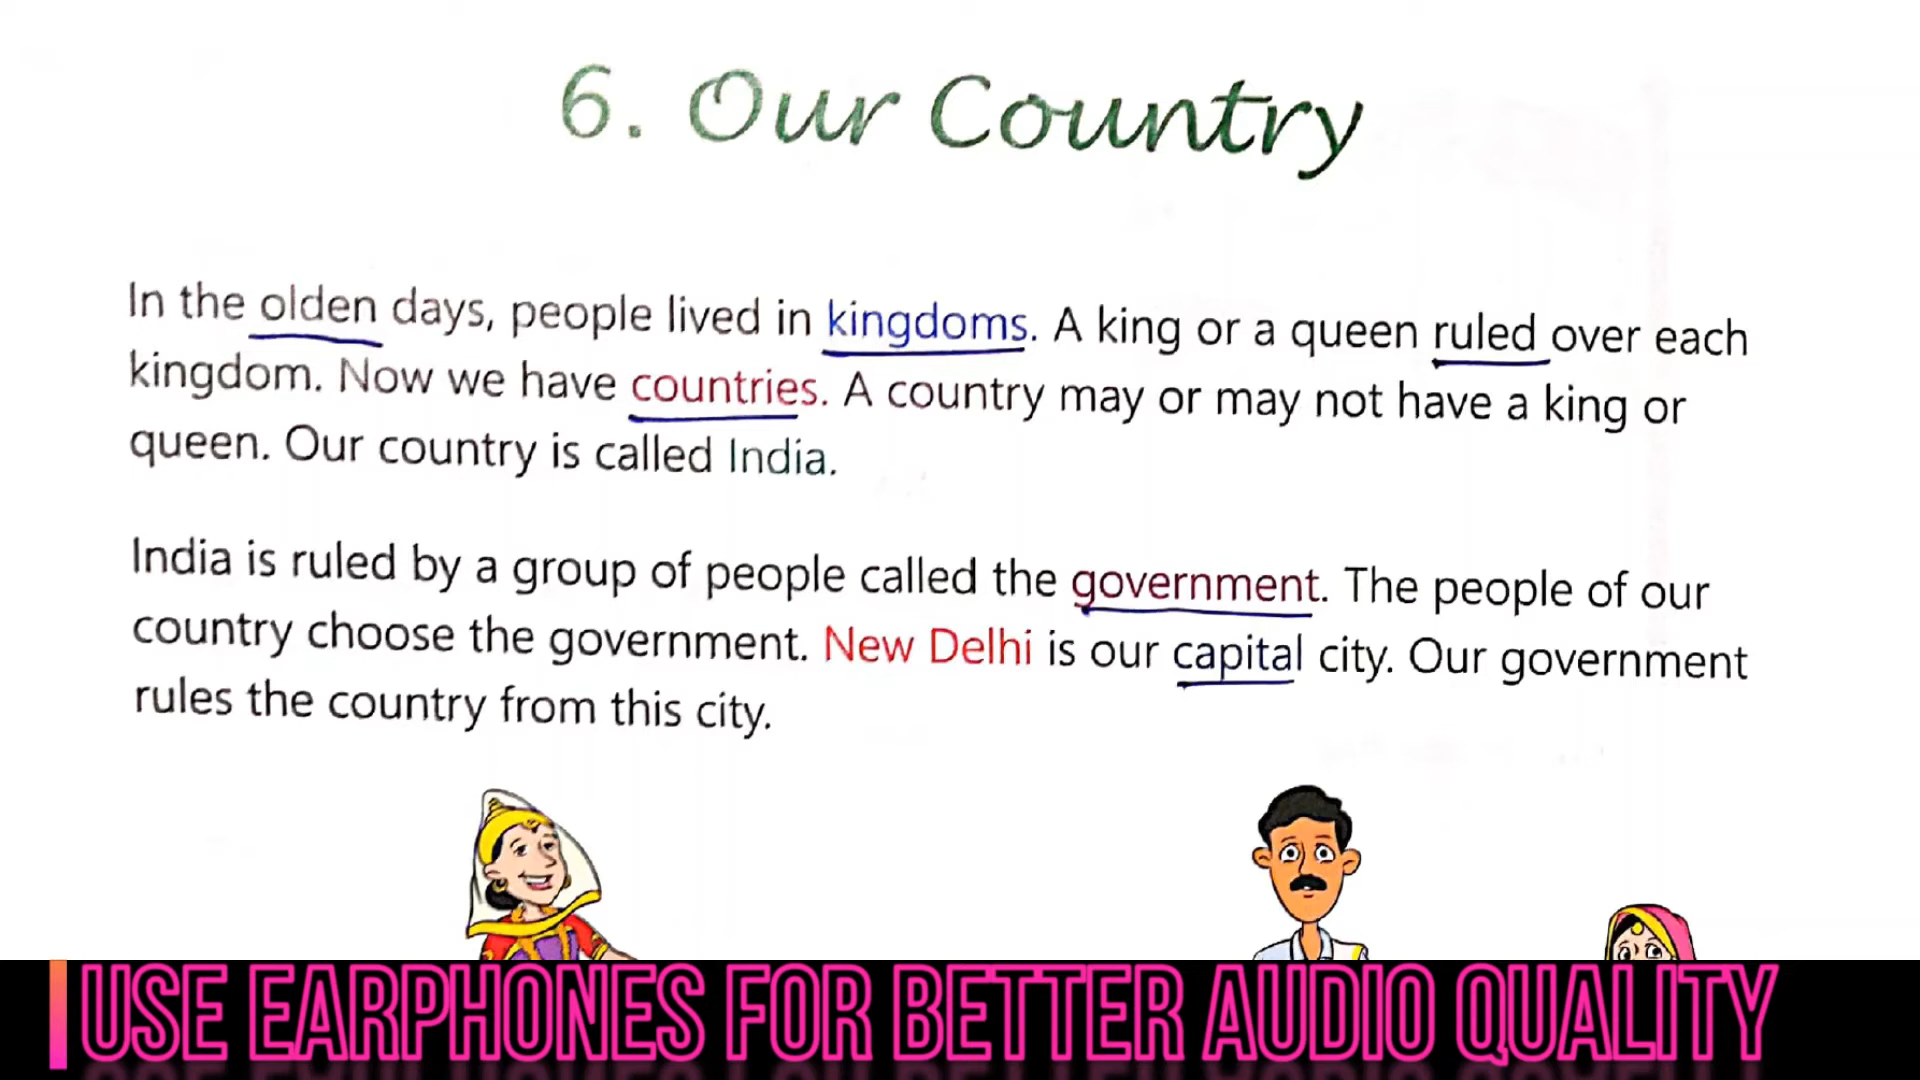 6. Our Country
In the olden days, people lived in kingdoms. A king or a queen ruled over each
kingdom. Now we have countries. A country may or may not have a king or
queen. Our country is called India.
India is ruled by a group of people called the government. The people of our
country choose the government. New Delhi is our capital city. Our government
rules the country from this city.
USE EARPHONES FOR BETTER AUDIO QUALITY